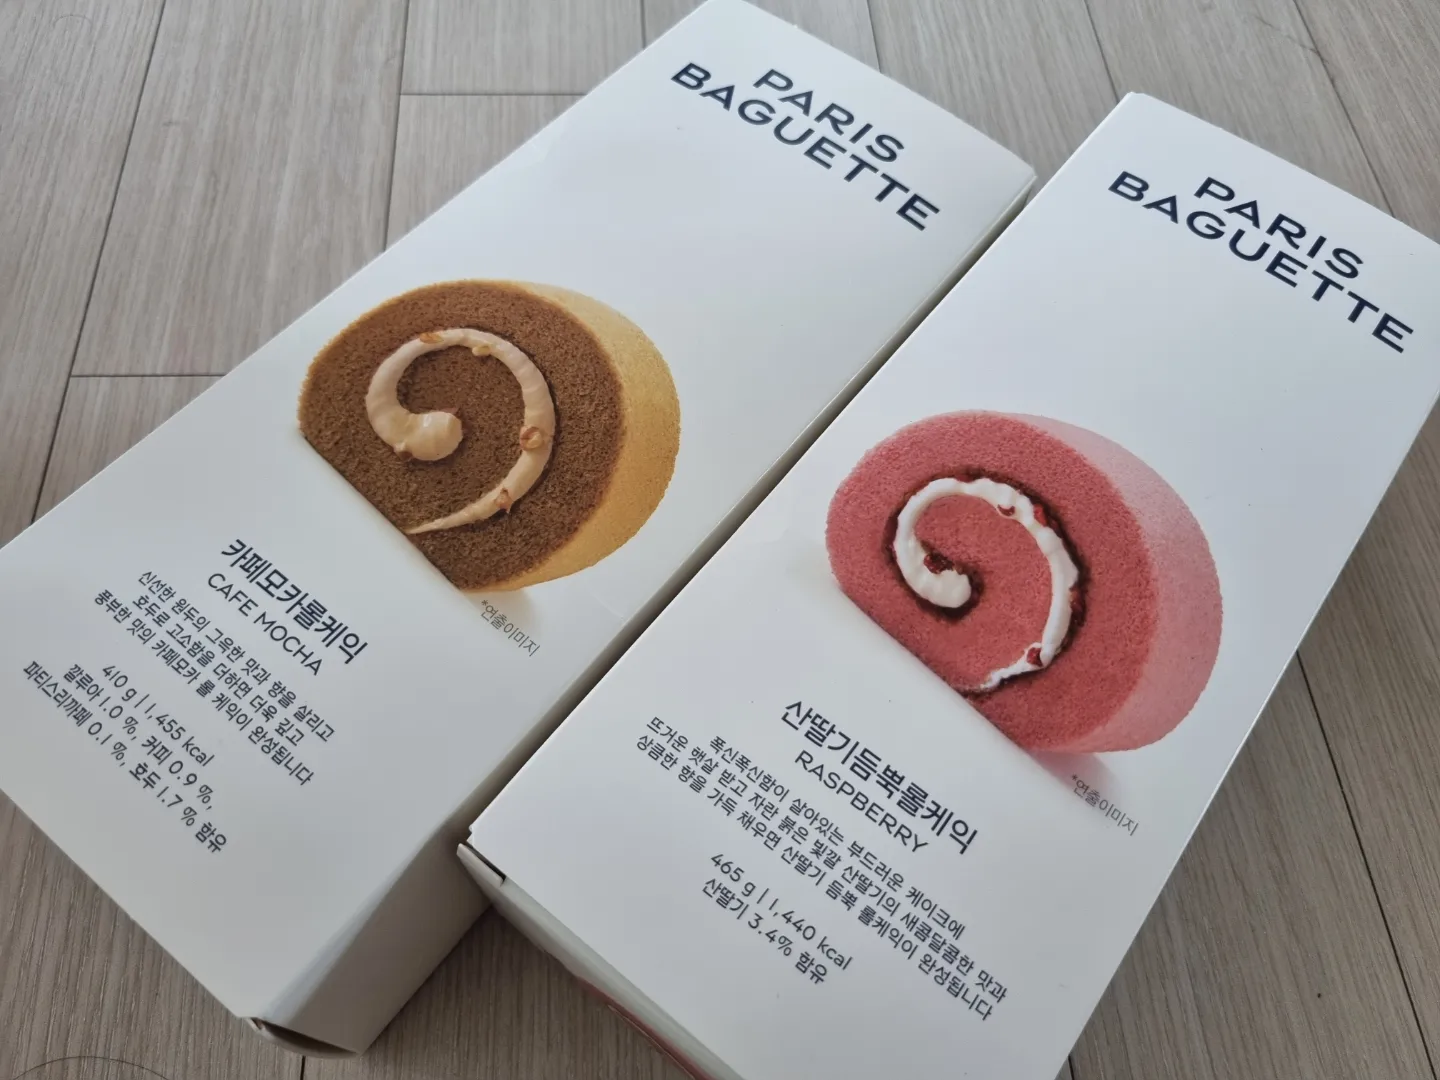 PARIS
BAGUETTE
*연출이미지
카페모카롤케익
CAFE MOCHA
신선한 원두의 그윽한 맛과 향을 살리고
호두로 고소함을 더하면 더욱 깊고
풍부한 맛의 카페모카 롤 케익이 완성됩니다
410 g | 1,455 kcal
깔루아 1.0 %, 커피 0.9 %,
파티스리까페 0.1 %, 호두 1.7 % 함유
PARIS
BAGUETTE
*연출이미지
산딸기듬뿍롤케익
RASPBERRY
폭신폭신함이 살아있는 부드러운 케이크에
뜨거운 햇살 받고 자란 붉은 빛깔 산딸기의 새콤달콤한 맛과
상큼한 향을 가득 채우면 산딸기 듬뿍 롤케익이 완성됩니다
465 g | 1,440 kcal
산딸기 3.4% 함유